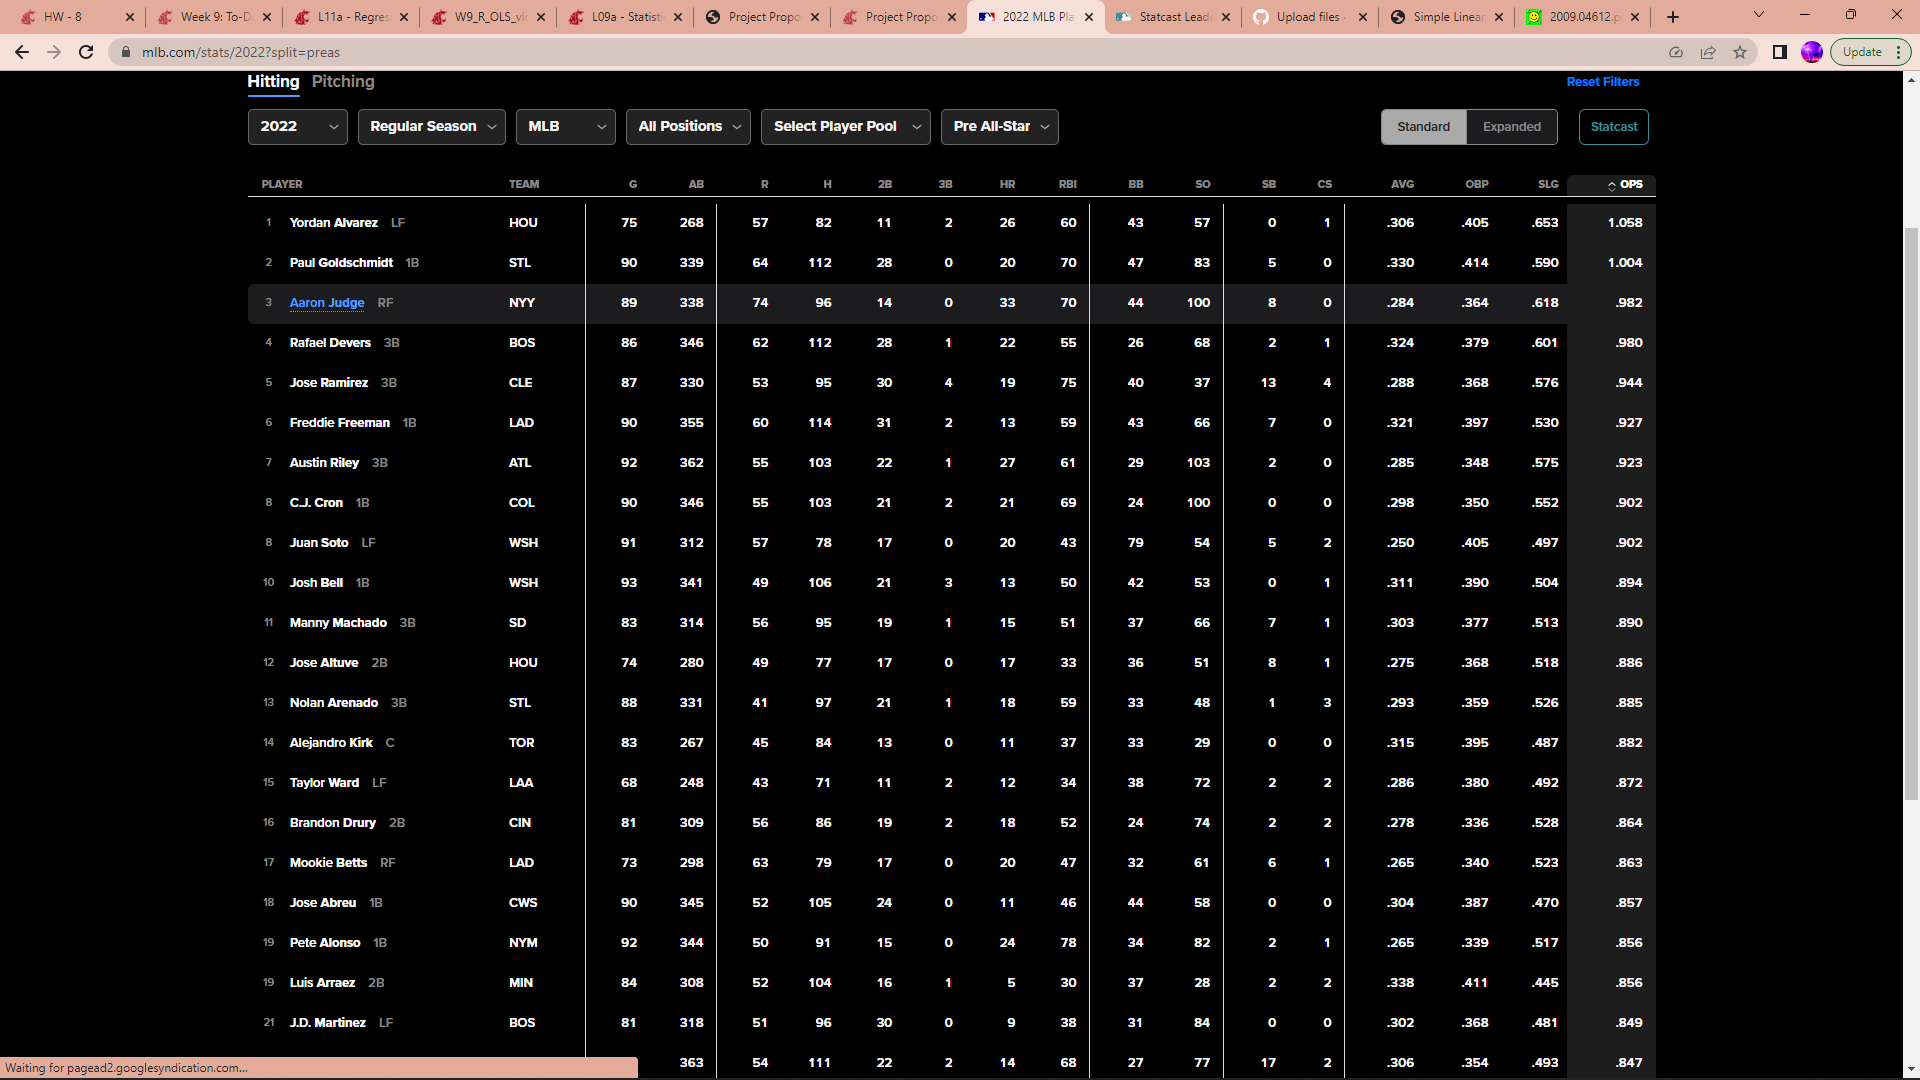 HW - 8 Week 9: To-D L11a - Regres W9_R_OLS_vi L09a - Statisti Project Propo Project Propo 2022 MLB Pla Statcast Lead Upload files Simple Linear 2009.04612.p
mlb.com/stats/2022?split=preas Update
Hitting Pitching Reset Filters
2022 Regular Season MLB All Positions Select Player Pool Pre All-Star Standard Expanded Statcast
PLAYER TEAM G AB R H 2B 3B HR RBI BB SO SB CS AVG OBP SLG OPS
1 Yordan Alvarez LF HOU 75 268 57 82 11 2 26 60 43 57 0 1 .306 .405 .653 1.058
2 Paul Goldschmidt 1B STL 90 339 64 112 28 0 20 70 47 83 5 0 .330 .414 .590 1.004
3 Aaron Judge RF NYY 89 338 74 96 14 0 33 70 44 100 8 0 .284 .364 .618 .982
4 Rafael Devers 3B BOS 86 346 62 112 28 1 22 55 26 68 2 1 .324 .379 .601 .980
5 Jose Ramirez 3B CLE 87 330 53 95 30 4 19 75 40 37 13 4 .288 .368 .576 .944
6 Freddie Freeman 1B LAD 90 355 60 114 31 2 13 59 43 66 7 0 .321 .397 .530 .927
7 Austin Riley 3B ATL 92 362 55 103 22 1 27 61 29 103 2 0 .285 .348 .575 .923
8 C.J. Cron 1B COL 90 346 55 103 21 2 21 69 24 100 0 0 .298 .350 .552 .902
8 Juan Soto LF WSH 91 312 57 78 17 0 20 43 79 54 5 2 .250 .405 .497 .902
10 Josh Bell 1B WSH 93 341 49 106 21 3 13 50 42 53 0 1 .311 .390 .504 .894
11 Manny Machado 3B SD 83 314 56 95 19 1 15 51 37 66 7 1 .303 .377 .513 .890
12 Jose Altuve 2B HOU 74 280 49 77 17 0 17 33 36 51 8 1 .275 .368 .518 .886
13 Nolan Arenado 3B STL 88 331 41 97 21 1 18 59 33 48 1 3 .293 .359 .526 .885
14 Alejandro Kirk C TOR 83 267 45 84 13 0 11 37 33 29 0 0 .315 .395 .487 .882
15 Taylor Ward LF LAA 68 248 43 71 11 2 12 34 38 72 2 2 .286 .380 .492 .872
16 Brandon Drury 2B CIN 81 309 56 86 19 2 18 52 24 74 2 2 .278 .336 .528 .864
17 Mookie Betts RF LAD 73 298 63 79 17 0 20 47 32 61 6 1 .265 .340 .523 .863
18 Jose Abreu 1B CWS 90 345 52 105 24 0 11 46 44 58 0 0 .304 .387 .470 .857
19 Pete Alonso 1B NYM 92 344 50 91 15 0 24 78 34 82 2 1 .265 .339 .517 .856
19 Luis Arraez 2B MIN 84 308 52 104 16 1 5 30 37 28 2 2 .338 .411 .445 .856
21 J.D. Martinez LF BOS 81 318 51 96 30 0 9 38 31 84 0 0 .302 .368 .481 .849
363 54 111 22 2 14 68 27 77 17 2 .306 .354 .493 .847
Waiting for pagead2.googlesyndication.com...